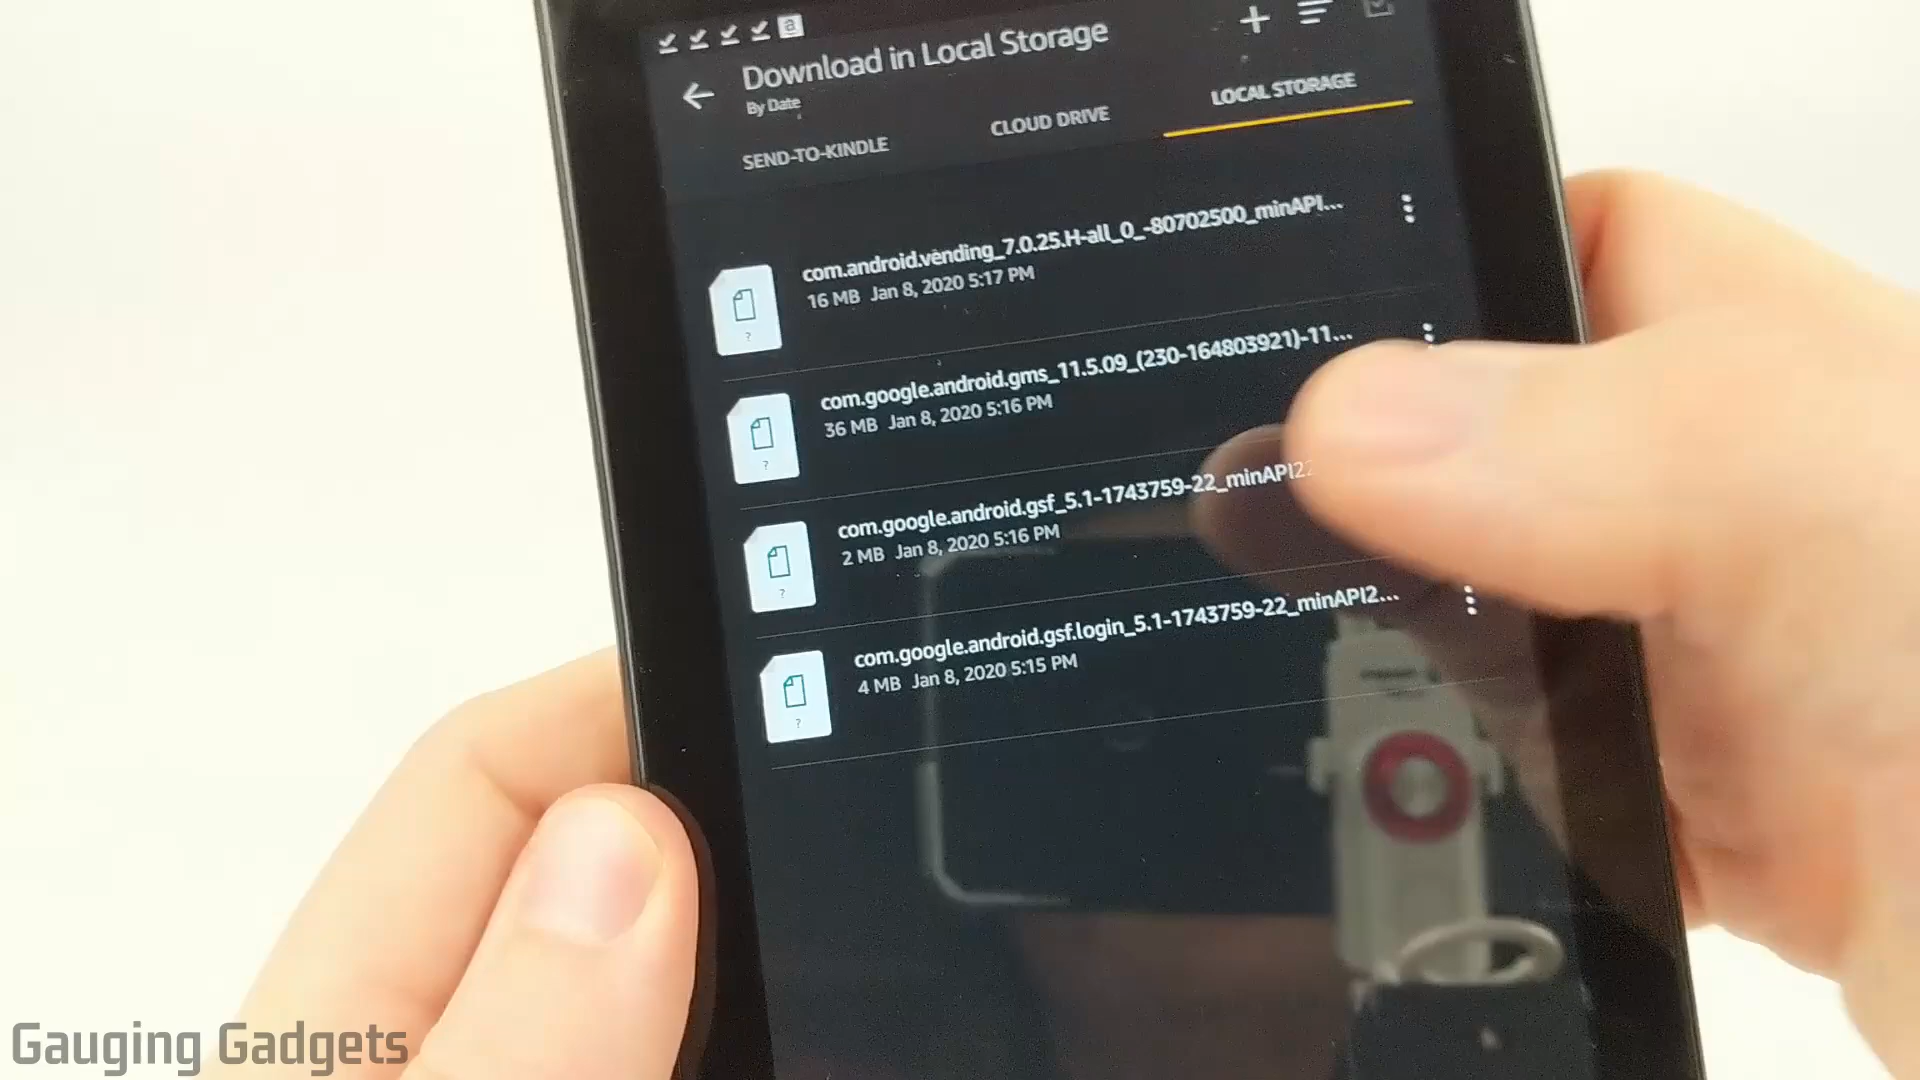 Download in Local Storage
By Date
SEND-TO-KINDLE
CLOUD DRIVE
LOCAL STORAGE
com.android.vending_7.0.25.H-all_0_-80702500_minAPI...
16 MB Jan 8, 2020 5:17 PM
com.google.android.gms_11.5.09_(230-164803921)-11...
36 MB Jan 8, 2020 5:16 PM
com.google.android.gsf_5.1-1743759-22_minAPI22
2 MB Jan 8, 2020 5:16 PM
com.google.android.gsf.login_5.1-1743759-22_minAPI2...
4 MB Jan 8, 2020 5:15 PM
Gauging Gadgets